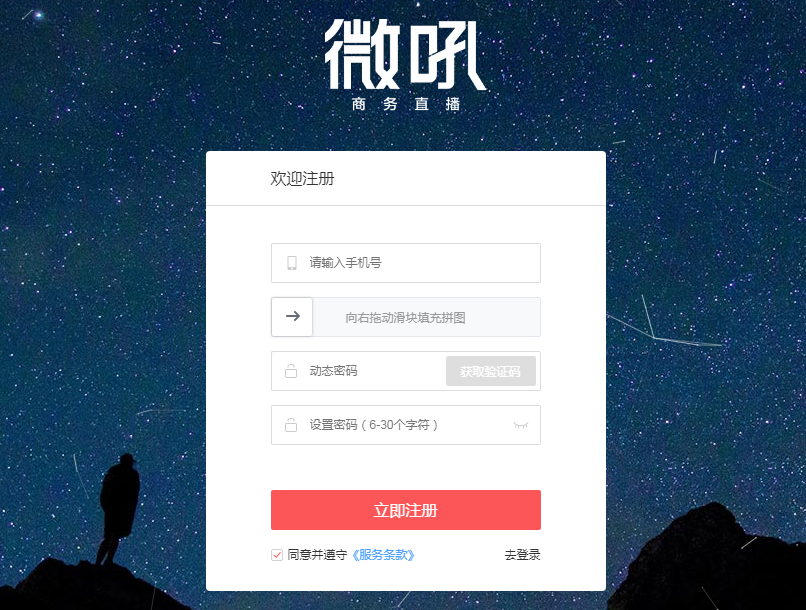 微吼
商务直播
欢迎注册
请输入手机号
向右拖动滑块填充拼图
动态密码 获取验证码
设置密码（6-30个字符）
立即注册
同意并遵守《服务条款》 去登录